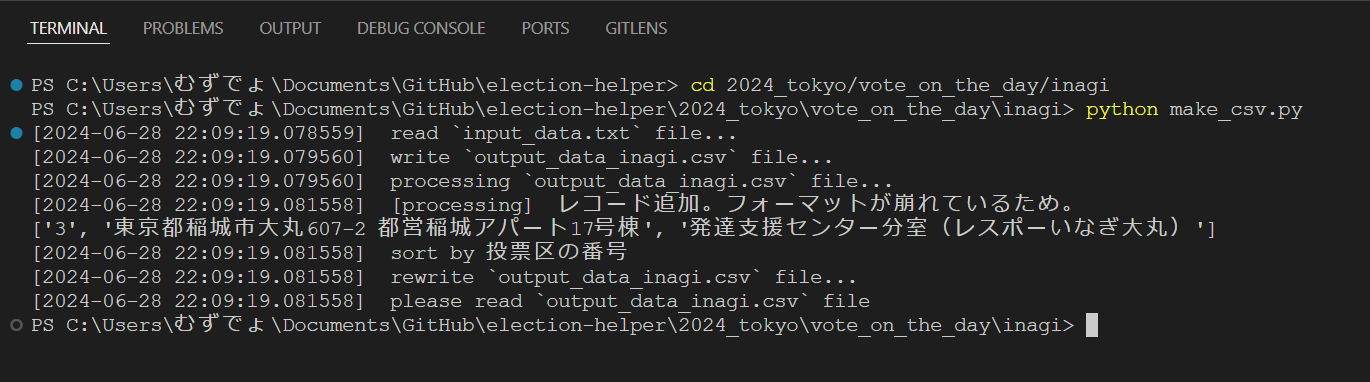 TERMINAL PROBLEMS OUTPUT DEBUG CONSOLE PORTS GITLENS
PS C:\Users\むずでょ\Documents\GitHub\election-helper> cd 2024_tokyo/vote_on_the_day/inagi
PS C:\Users\むずでょ\Documents\GitHub\election-helper\2024_tokyo\vote_on_the_day\inagi> python make_csv.py
[2024-06-28 22:09:19.078559] read `input_data.txt` file...
[2024-06-28 22:09:19.079560] write `output_data_inagi.csv` file...
[2024-06-28 22:09:19.079560] processing `output_data_inagi.csv` file...
[2024-06-28 22:09:19.081558] [processing] レコード追加。フォーマットが崩れているため。
['3', '東京都稲城市大丸607-2 都営稲城アパート17号棟', '発達支援センター分室（レスポーいなぎ大丸）']
[2024-06-28 22:09:19.081558] sort by 投票区の番号
[2024-06-28 22:09:19.081558] rewrite `output_data_inagi.csv` file...
[2024-06-28 22:09:19.081558] please read `output_data_inagi.csv` file
PS C:\Users\むずでょ\Documents\GitHub\election-helper\2024_tokyo\vote_on_the_day\inagi>